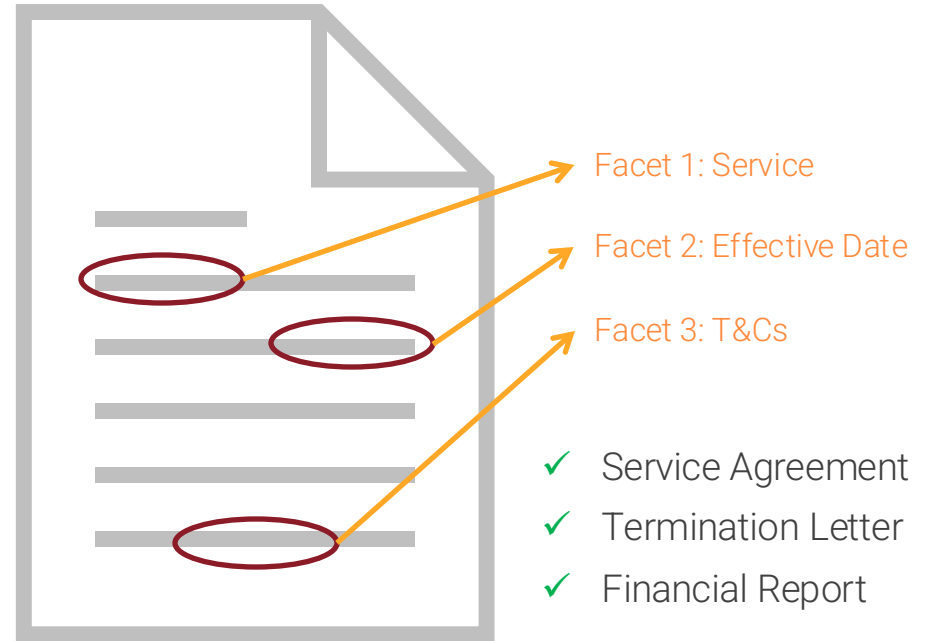 Facet 1: Service
Facet 2: Effective Date
Facet 3: T&Cs
✓ Service Agreement
✓ Termination Letter
✓ Financial Report